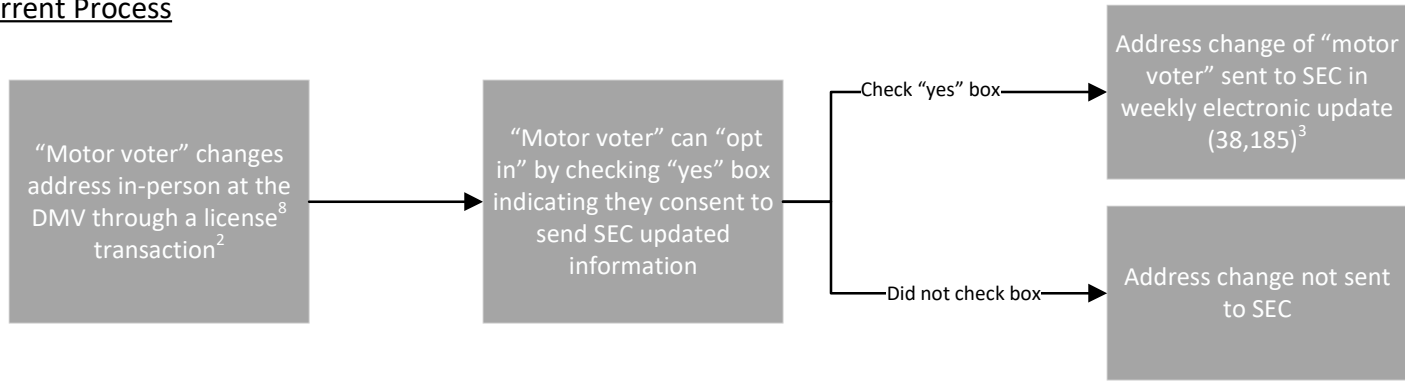 rrent Process
“Motor voter” changes
address in-person at the
DMV through a license⁸
transaction²
“Motor voter” can “opt
in” by checking “yes” box
indicating they consent to
send SEC updated
information
Check “yes” box
Address change of “motor
voter” sent to SEC in
weekly electronic update
(38,185)³
Did not check box
Address change not sent
to SEC